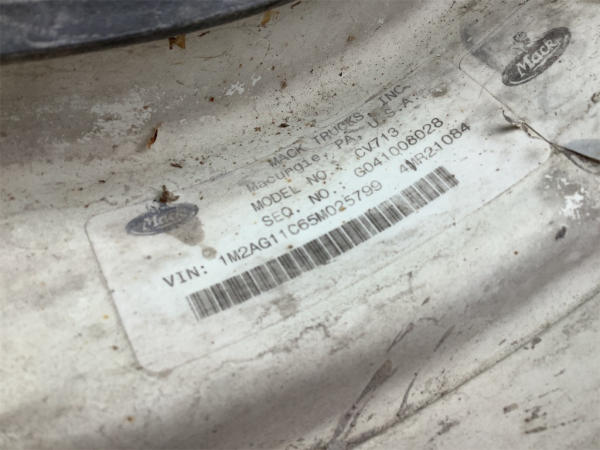 MACK TRUCKS INC.
Macungie, PA, U.S.A.
MODEL NO.: CV713
SEQ. NO.: G041008028
VIN: 1M2AG11C65M025799 4MR21084
Mack
Mack